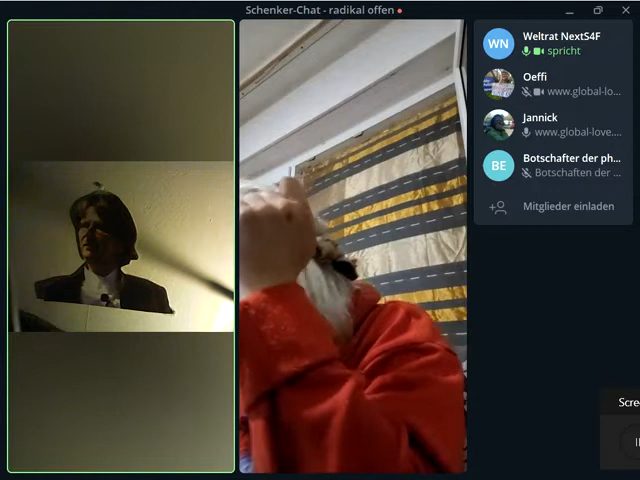 Schenker-Chat - radikal offen
WN
Weltrat NextS4F
spricht
Oeffi
www.global-lo...
Jannick
www.global-love....
BE
Botschafter der ph...
Botschaften der ...
Mitglieder einladen
Scree